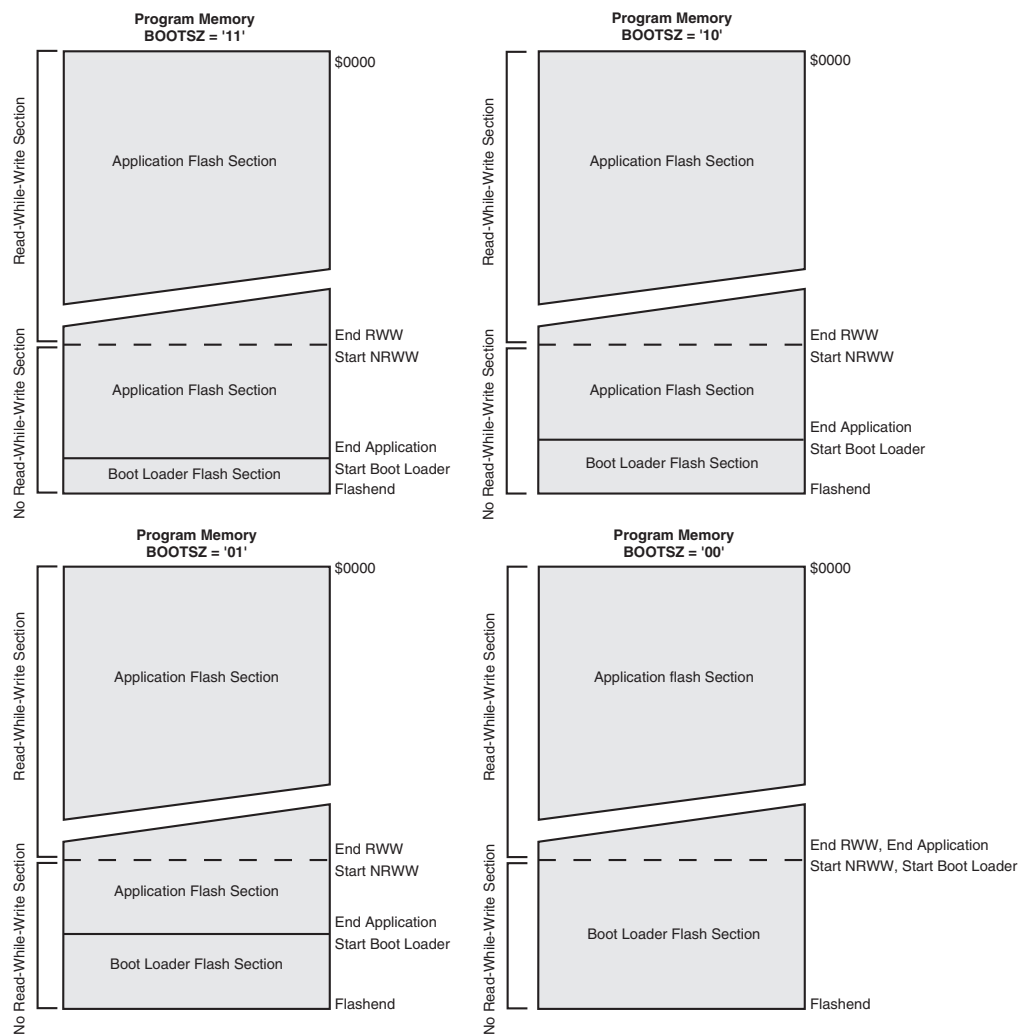 Program Memory
BOOTSZ = '11'
$0000
Read-While-Write Section
Application Flash Section
End RWW
Start NRWW
No Read-While-Write Section
Application Flash Section
End Application
Start Boot Loader
Boot Loader Flash Section
Flashend
Program Memory
BOOTSZ = '10'
$0000
Read-While-Write Section
Application Flash Section
End RWW
Start NRWW
No Read-While-Write Section
Application Flash Section
End Application
Start Boot Loader
Boot Loader Flash Section
Flashend
Program Memory
BOOTSZ = '01'
$0000
Read-While-Write Section
Application Flash Section
End RWW
Start NRWW
No Read-While-Write Section
Application Flash Section
End Application
Start Boot Loader
Boot Loader Flash Section
Flashend
Program Memory
BOOTSZ = '00'
$0000
Read-While-Write Section
Application flash Section
End RWW, End Application
Start NRWW, Start Boot Loader
No Read-While-Write Section
Boot Loader Flash Section
Flashend